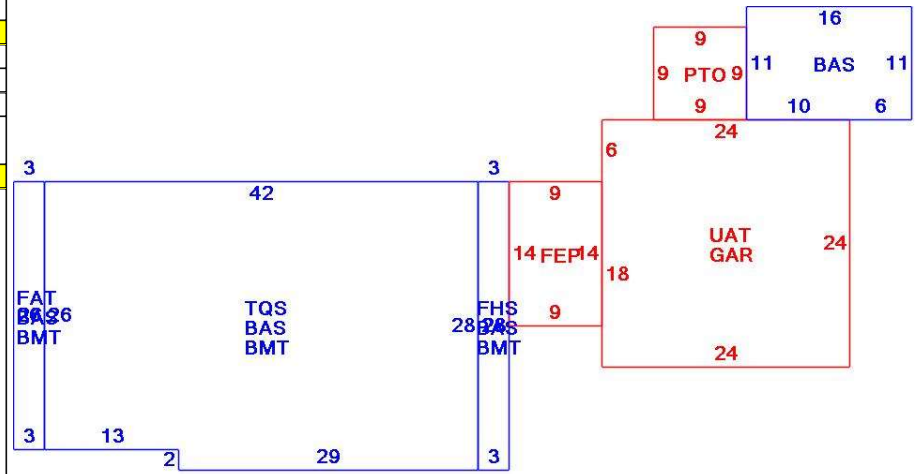 16
9
11 BAS 11
9 PTO 9
9
10 6
24
6
3
42
3
9
UAT
GAR
24
14 FEP 14
18
FAT
BAS
BMT
26 26
TQS
BAS
BMT
FHS
BAS
BMT
28 28
9
24
3
13
2
29
3